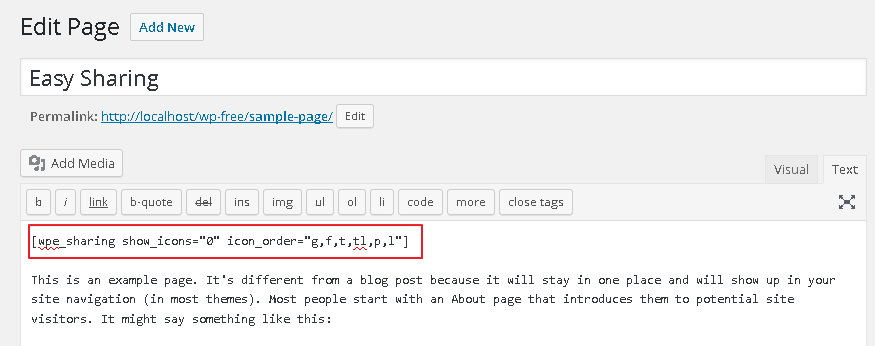 Edit Page Add New
Easy Sharing
Permalink: http://localhost/wp-free/sample-page/ Edit
Add Media
Visual Text
b i link b-quote del ins img ul ol li code more close tags
[wpe_sharing show_icons="0" icon_order="g,f,t,tl,p,l"]
This is an example page. It's different from a blog post because it will stay in one place and will show up in your
site navigation (in most themes). Most people start with an About page that introduces them to potential site
visitors. It might say something like this: